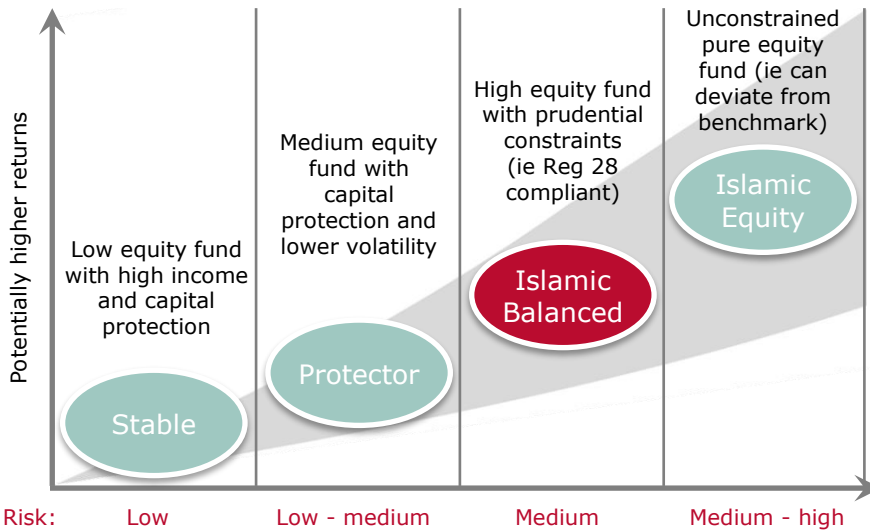 Potentially higher returns
Low equity fund
with high income
and capital
protection
Stable
Medium equity
fund with
capital
protection and
lower volatility
Protector
High equity fund
with prudential
constraints
(ie Reg 28
compliant)
Islamic
Balanced
Unconstrained
pure equity
fund (ie can
deviate from
benchmark)
Islamic
Equity
Risk:
Low
Low - medium
Medium
Medium - high